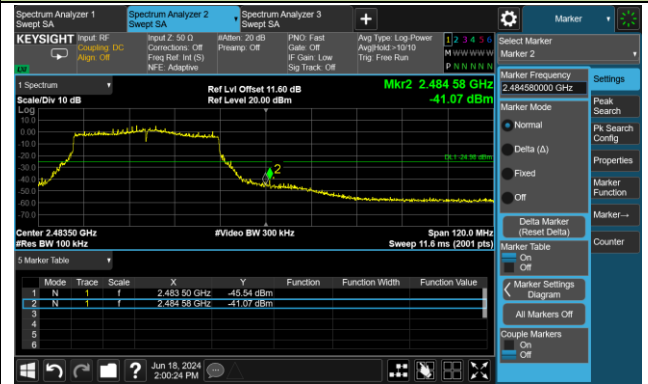 Spectrum Analyzer 1
Swept SA
Spectrum Analyzer 2
Swept SA
Spectrum Analyzer 3
Swept SA
+
Marker
KEYSIGHT
Input: RF
Coupling: DC
Align: Off
Input Z: 50 Ω
Corrections: Off
Freq Ref: Int (S)
NFE: Adaptive
#Atten: 20 dB
Preamp: Off
PNO: Fast
Gate: Off
IF Gain: Low
Sig Track: Off
Avg Type: Log-Power
Avg|Hold:>10/10
Trig: Free Run
1 2 3 4 5 6
M W W W W W
P N N N N N
Select Marker
Marker 2
LXI
1 Spectrum
Scale/Div 10 dB
Log
Ref Lvl Offset 11.60 dB
Ref Level 20.00 dBm
Mkr2 2.484 58 GHz
-41.07 dBm
10.0
0.00
-10.0
-20.0
-30.0
-40.0
-50.0
-60.0
-70.0
2
DL1 -24.98 dBm
Center 2.48350 GHz
#Res BW 100 kHz
#Video BW 300 kHz
Span 120.0 MHz
Sweep 11.6 ms (2001 pts)
5 Marker Table
Mode Trace Scale X Y Function Function Width Function Value
1 N 1 f 2.483 50 GHz -45.54 dBm
2 N 1 f 2.484 58 GHz -41.07 dBm
3
4
5
6
Marker Frequency
2.484580000 GHz
Marker Mode
Normal
Delta (Δ)
Fixed
Off
Delta Marker
(Reset Delta)
Marker Table
On
Off
Marker Settings
Diagram
All Markers Off
Couple Markers
On
Off
Settings
Peak
Search
Pk Search
Config
Properties
Marker
Function
Marker→
Counter
?
Jun 18, 2024
2:00:24 PM